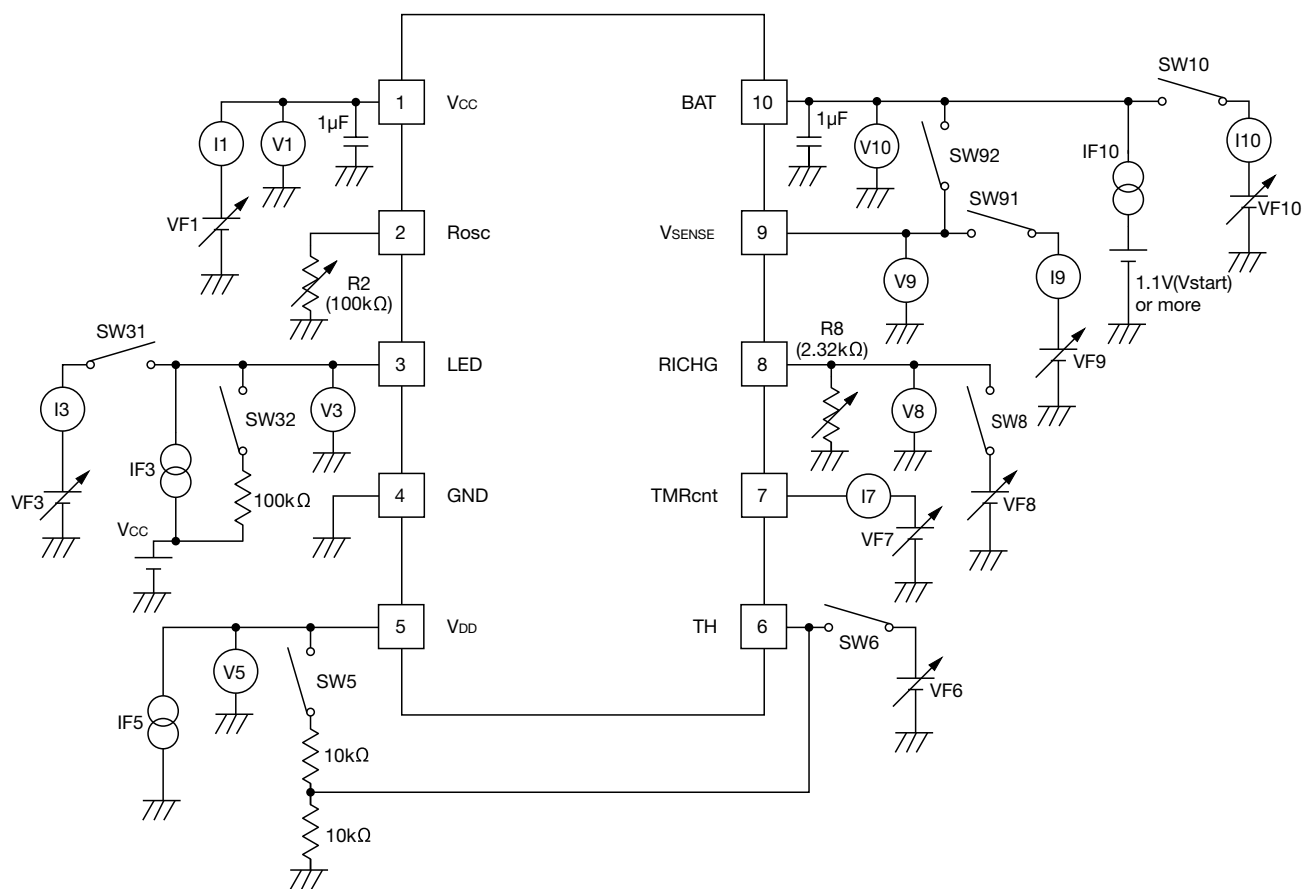 SW10
1
VCC
BAT
10
1μF
1μF
I1
V1
V10
SW92
IF10
I10
SW91
VF10
VF1
2
Rosc
VSENSE
9
R2
(100kΩ)
V9
I9
1.1V(Vstart)
or more
SW31
R8
(2.32kΩ)
VF9
3
LED
RICHG
8
I3
SW32
V3
V8
SW8
IF3
VF3
100kΩ
4
GND
TMRcnt
7
I7
VF8
VCC
VF7
5
VDD
TH
6
SW6
V5
SW5
VF6
IF5
10kΩ
10kΩ